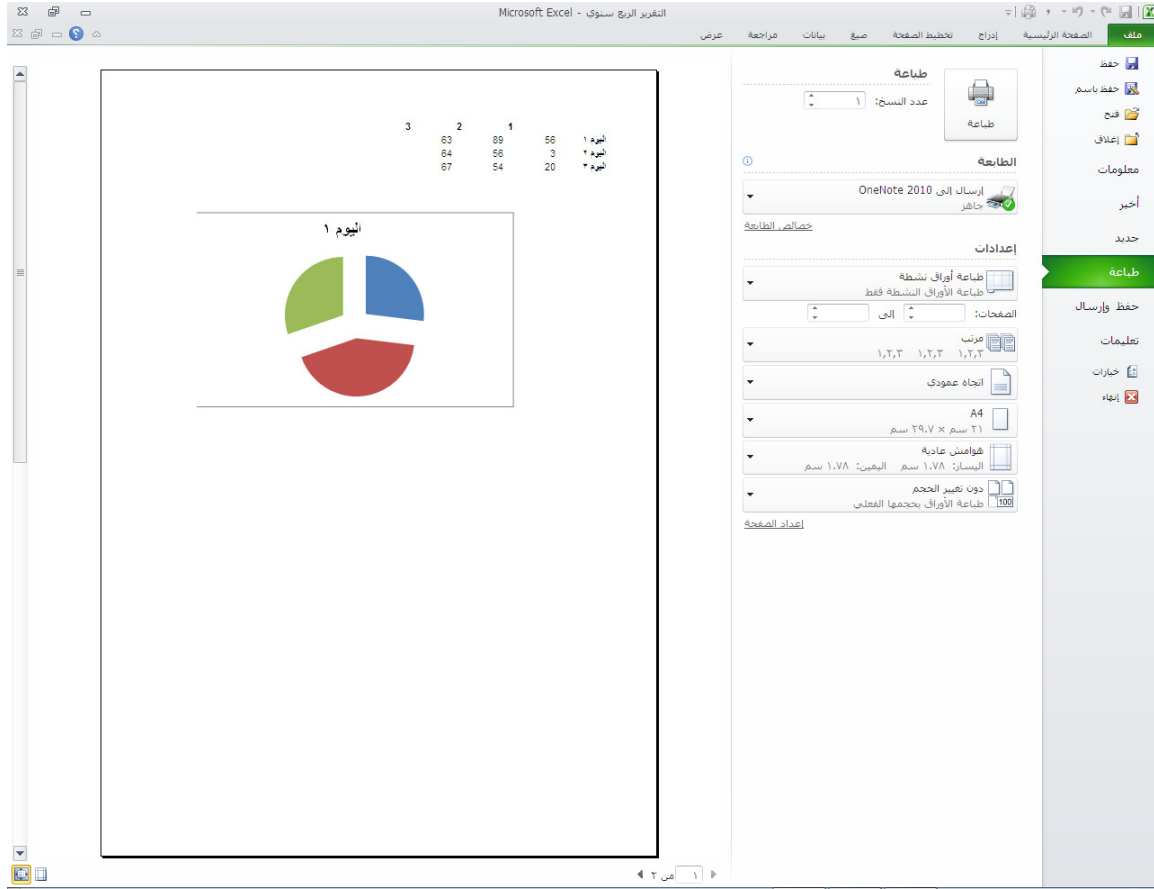 التقرير الربع سنوي - Microsoft Excel
ملف الصفحة الرئيسية إدراج تخطيط الصفحة صيغ بيانات مراجعة عرض
حفظ
حفظ باسم
فتح
إغلاق
معلومات
أخير
جديد
طباعة
حفظ وإرسال
تعليمات
خيارات
إنهاء
طباعة
طباعة
عدد النسخ: ١
الطابعة
إرسال إلى OneNote 2010
جاهز
خصائص الطابعة
إعدادات
طباعة أوراق نشطة
طباعة الأوراق النشطة فقط
الصفحات: إلى
مرتب
١,٢,٣ ١,٢,٣ ١,٢,٣
اتجاه عمودي
A4
٢١ سم × ٢٩.٧ سم
هوامش عادية
اليسار: ١.٧٨ سم اليمين: ١.٧٨ سم
دون تغيير الحجم
100
طباعة الأوراق بحجمها الفعلي
إعداد الصفحة
1 2 3
اليوم ١ 56 89 63
اليوم ٢ 3 56 64
اليوم ٣ 20 54 67
اليوم ١
١ من ٢